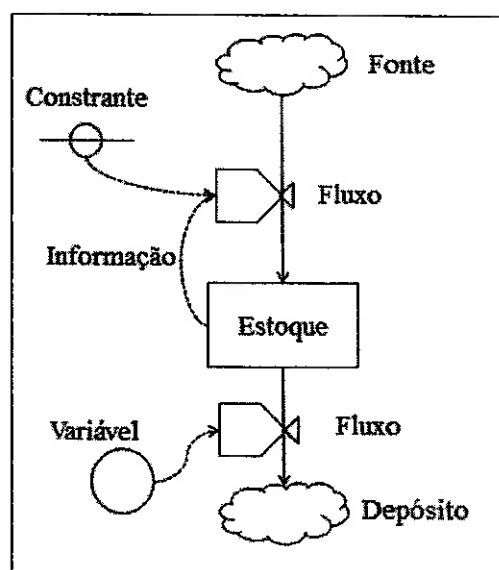 Fonte
Constrante
Fluxo
Informação
Estoque
Variável
Fluxo
Depósito